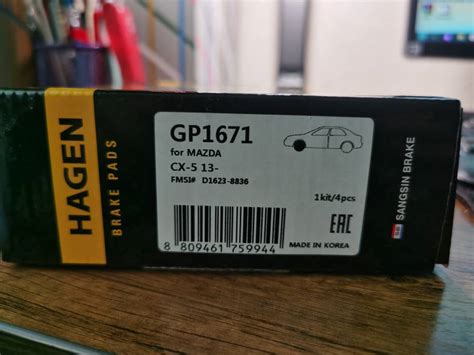 HAGEN
BRAKE PADS
GP1671
for MAZDA
CX-5 13-
FMSI# D1623-8836
1kit/4pcs
8 809461 759944
EAC
MADE IN KOREA
SANGSIN BRAKE